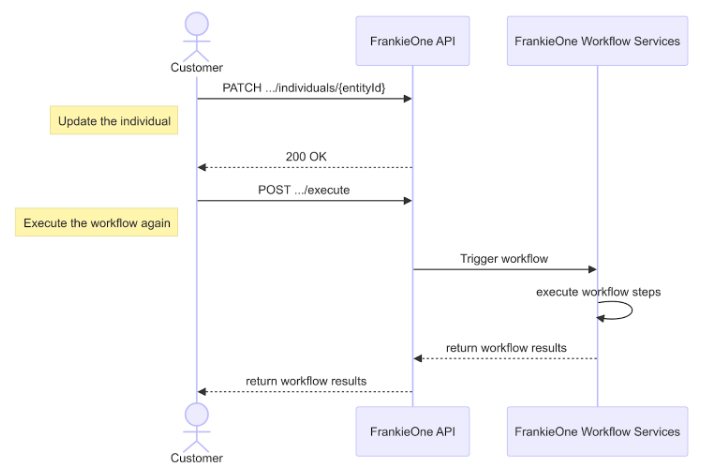 FrankieOne API
FrankieOne Workflow Services
Customer
PATCH .../individuals/{entityId}
Update the individual
200 OK
POST .../execute
Execute the workflow again
Trigger workflow
execute workflow steps
return workflow results
return workflow results
FrankieOne API
FrankieOne Workflow Services
Customer